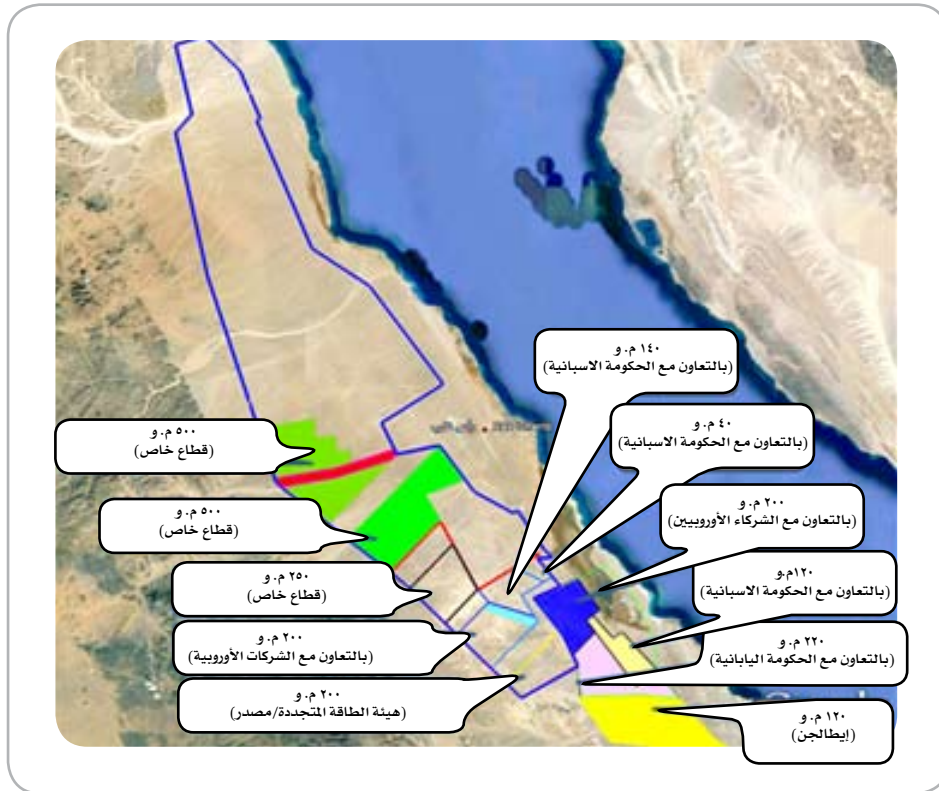 ١٤٠ م. و
(بالتعاون مع الحكومة الاسبانية)
٤٠ م. و
(بالتعاون مع الحكومة الاسبانية)
٢٠٠ م. و
(بالتعاون مع الشركاء الأوروبيين)
١٢٠م.و
(بالتعاون مع الحكومة الاسبانية)
٢٢٠ م. و
(بالتعاون مع الحكومة اليابانية)
١٢٠ م. و
(إيطالجن)
٥٠٠ م. و
(قطاع خاص)
٥٠٠ م. و
(قطاع خاص)
٢٥٠ م. و
(قطاع خاص)
٢٠٠ م. و
(بالتعاون مع الشركات الأوروبية)
٢٠٠ م. و
(هيئة الطاقة المتجددة/مصدر)